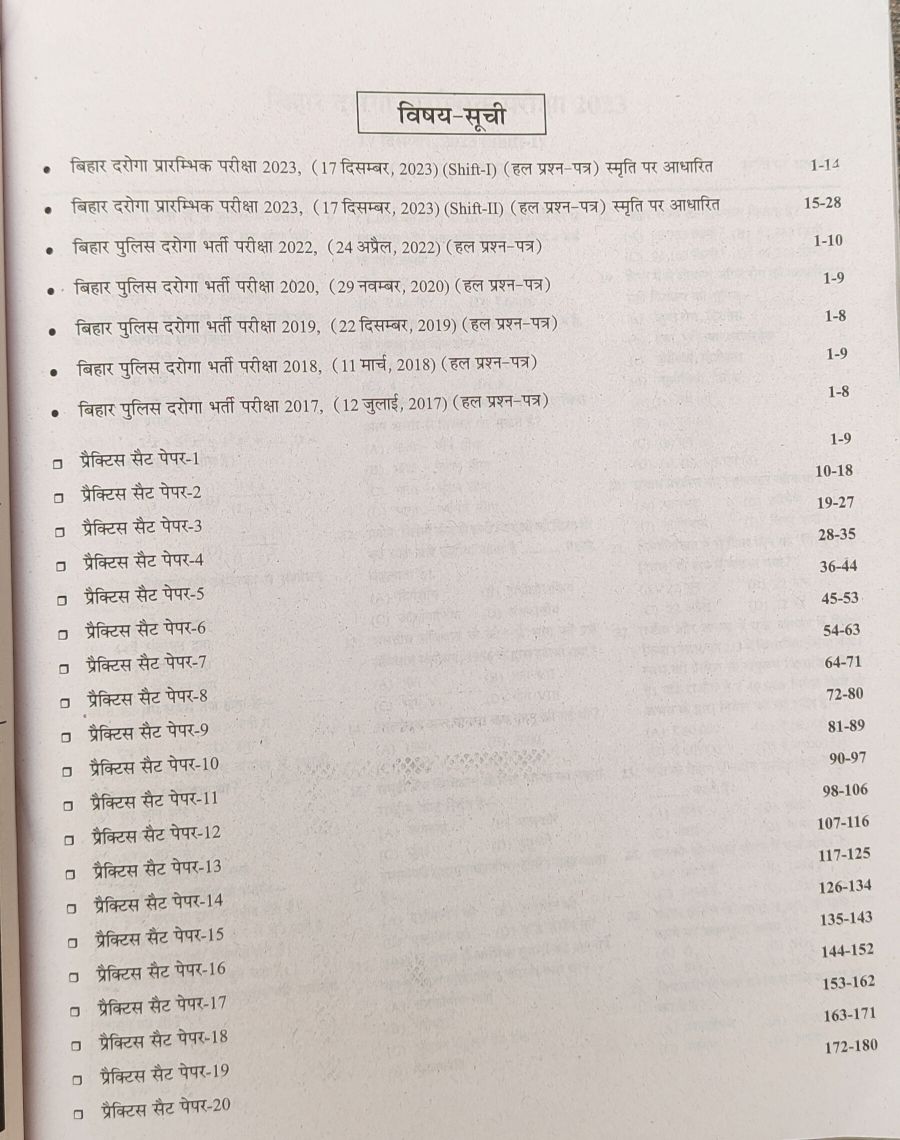 विषय-सूची
• बिहार दरोगा प्रारम्भिक परीक्षा 2023, (17 दिसम्बर, 2023) (Shift-I) (हल प्रश्न-पत्र) स्मृति पर आधारित 1-14
• बिहार दरोगा प्रारम्भिक परीक्षा 2023, (17 दिसम्बर, 2023) (Shift-II) (हल प्रश्न-पत्र) स्मृति पर आधारित 15-28
• बिहार पुलिस दरोगा भर्ती परीक्षा 2022, (24 अप्रैल, 2022) (हल प्रश्न-पत्र) 1-10
• बिहार पुलिस दरोगा भर्ती परीक्षा 2020, (29 नवम्बर, 2020) (हल प्रश्न-पत्र) 1-9
• बिहार पुलिस दरोगा भर्ती परीक्षा 2019, (22 दिसम्बर, 2019) (हल प्रश्न-पत्र) 1-8
• बिहार पुलिस दरोगा भर्ती परीक्षा 2018, (11 मार्च, 2018) (हल प्रश्न-पत्र) 1-9
• बिहार पुलिस दरोगा भर्ती परीक्षा 2017, (12 जुलाई, 2017) (हल प्रश्न-पत्र) 1-8
❒ प्रैक्टिस सैट पेपर-1 1-9
❒ प्रैक्टिस सैट पेपर-2 10-18
❒ प्रैक्टिस सैट पेपर-3 19-27
❒ प्रैक्टिस सैट पेपर-4 28-35
❒ प्रैक्टिस सैट पेपर-5 36-44
❒ प्रैक्टिस सैट पेपर-6 45-53
❒ प्रैक्टिस सैट पेपर-7 54-63
❒ प्रैक्टिस सैट पेपर-8 64-71
❒ प्रैक्टिस सैट पेपर-9 72-80
❒ प्रैक्टिस सैट पेपर-10 81-89
❒ प्रैक्टिस सैट पेपर-11 90-97
❒ प्रैक्टिस सैट पेपर-12 98-106
❒ प्रैक्टिस सैट पेपर-13 107-116
❒ प्रैक्टिस सैट पेपर-14 117-125
❒ प्रैक्टिस सैट पेपर-15 126-134
❒ प्रैक्टिस सैट पेपर-16 135-143
❒ प्रैक्टिस सैट पेपर-17 144-152
❒ प्रैक्टिस सैट पेपर-18 153-162
❒ प्रैक्टिस सैट पेपर-19 163-171
❒ प्रैक्टिस सैट पेपर-20 172-180